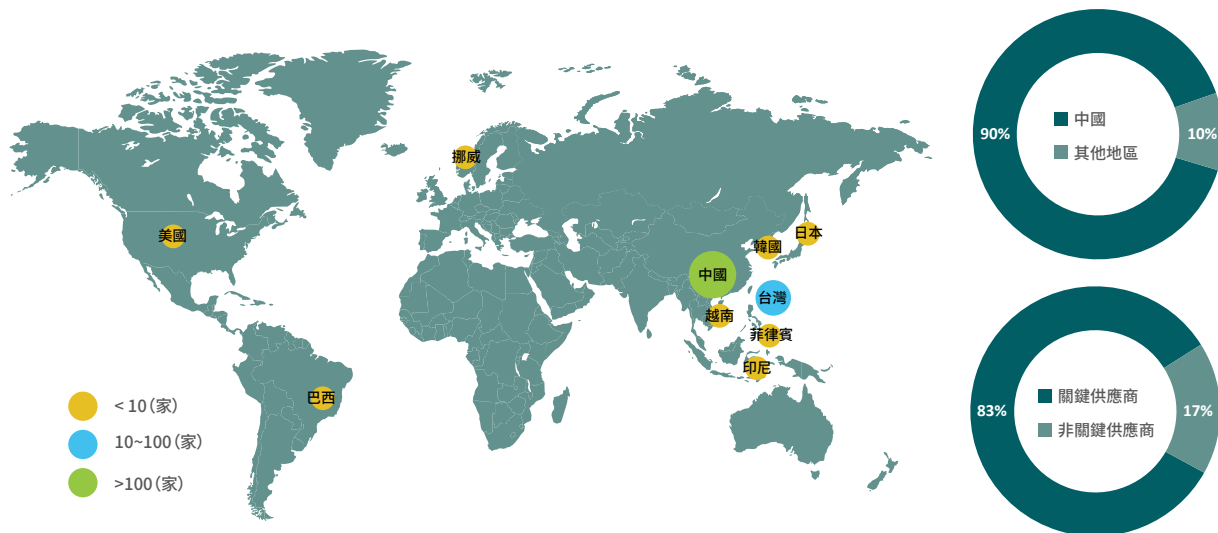 挪威
美國
韓國
日本
中國
台灣
越南
菲律賓
印尼
巴西
< 10(家)
10~100(家)
>100(家)
90%
中國
其他地區
10%
83%
關鍵供應商
非關鍵供應商
17%